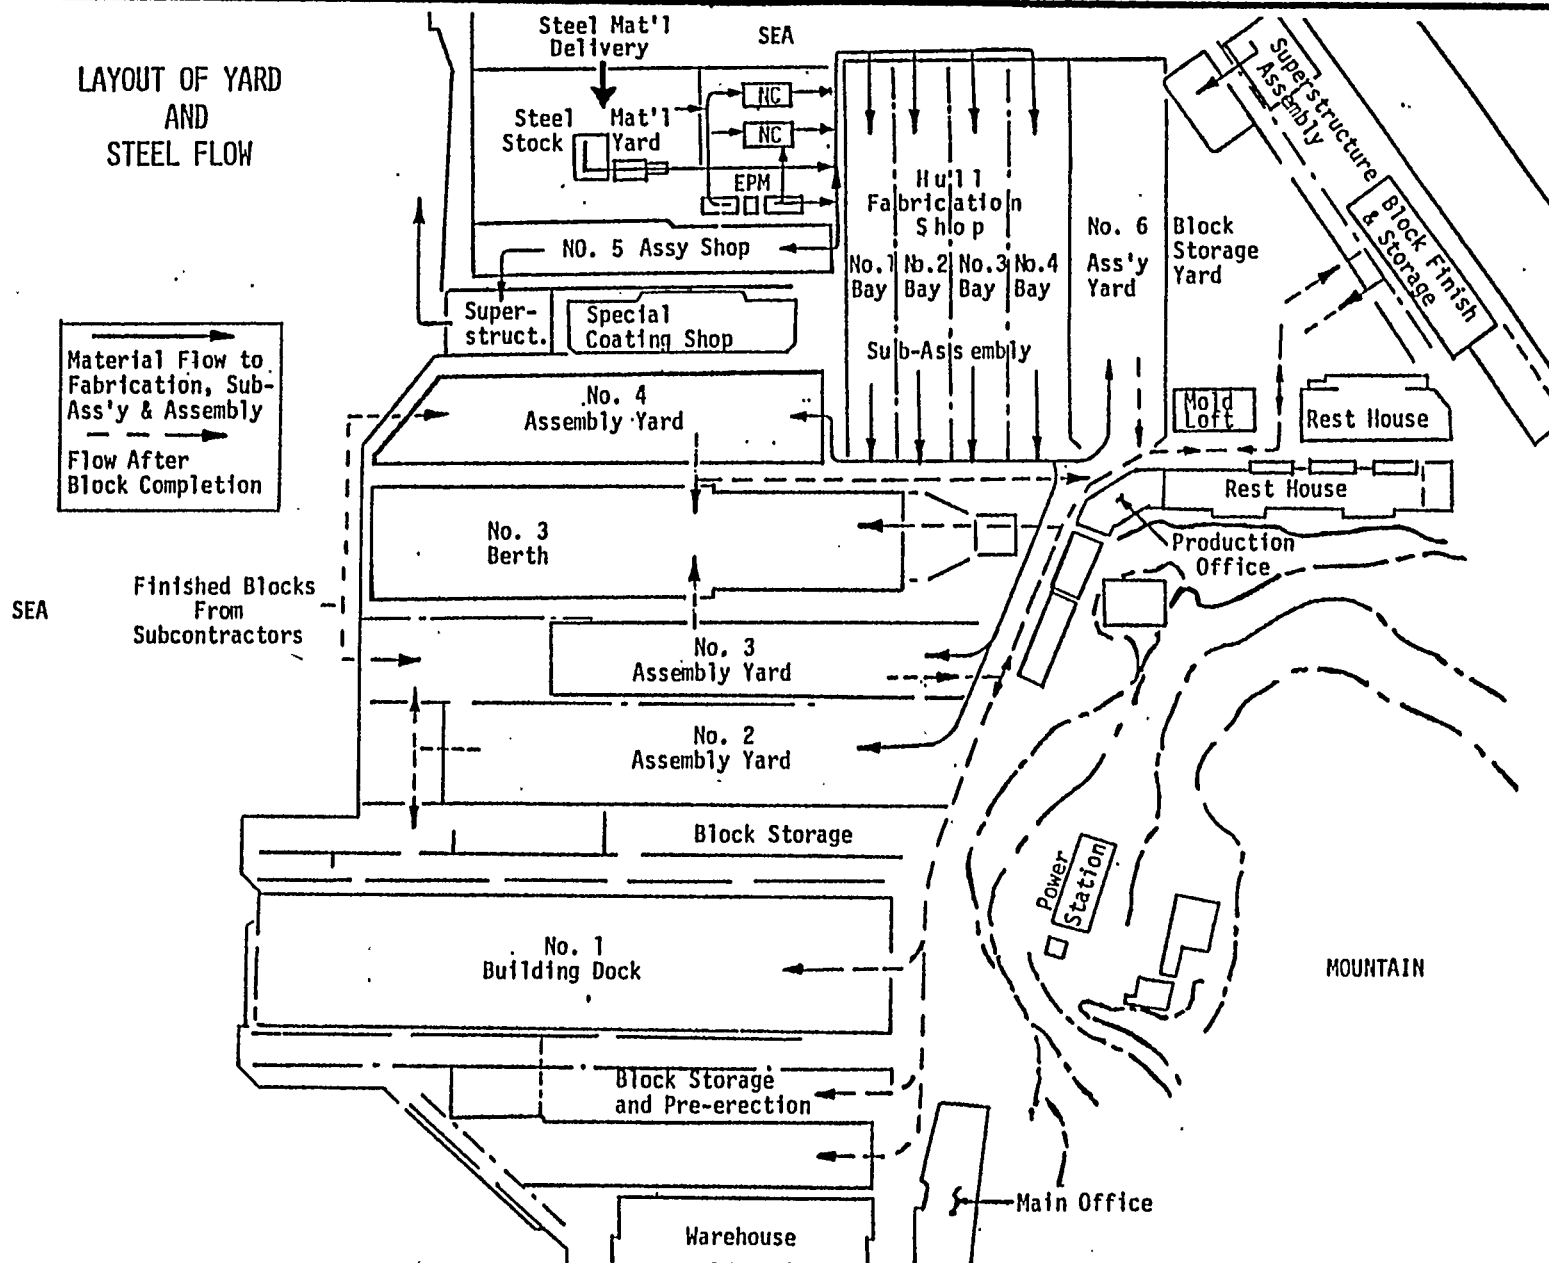 LAYOUT OF YARD
AND
STEEL FLOW
Steel Mat'l
Delivery
SEA
Steel Mat'l
Stock Yard
NC
NC
EPM
NO. 5 Assy Shop
Super-
struct.
Special
Coating Shop
Hull
Fabrication
Shop
No.1 No.2 No.3 No.4
Bay Bay Bay Bay
Sub-Assembly
No. 6
Ass'y
Yard
Block
Storage
Yard
Superstructure
Assembly
Block Finish
& Storage
Material Flow to
Fabrication, Sub-
Ass'y & Assembly
Flow After
Block Completion
No. 4
Assembly Yard
Mold
Loft
Rest House
Rest House
Production
Office
No. 3
Berth
Finished Blocks
From
Subcontractors
SEA
No. 3
Assembly Yard
No. 2
Assembly Yard
Block Storage
Power
Station
No. 1
Building Dock
MOUNTAIN
Block Storage
and Pre-erection
Main Office
Warehouse